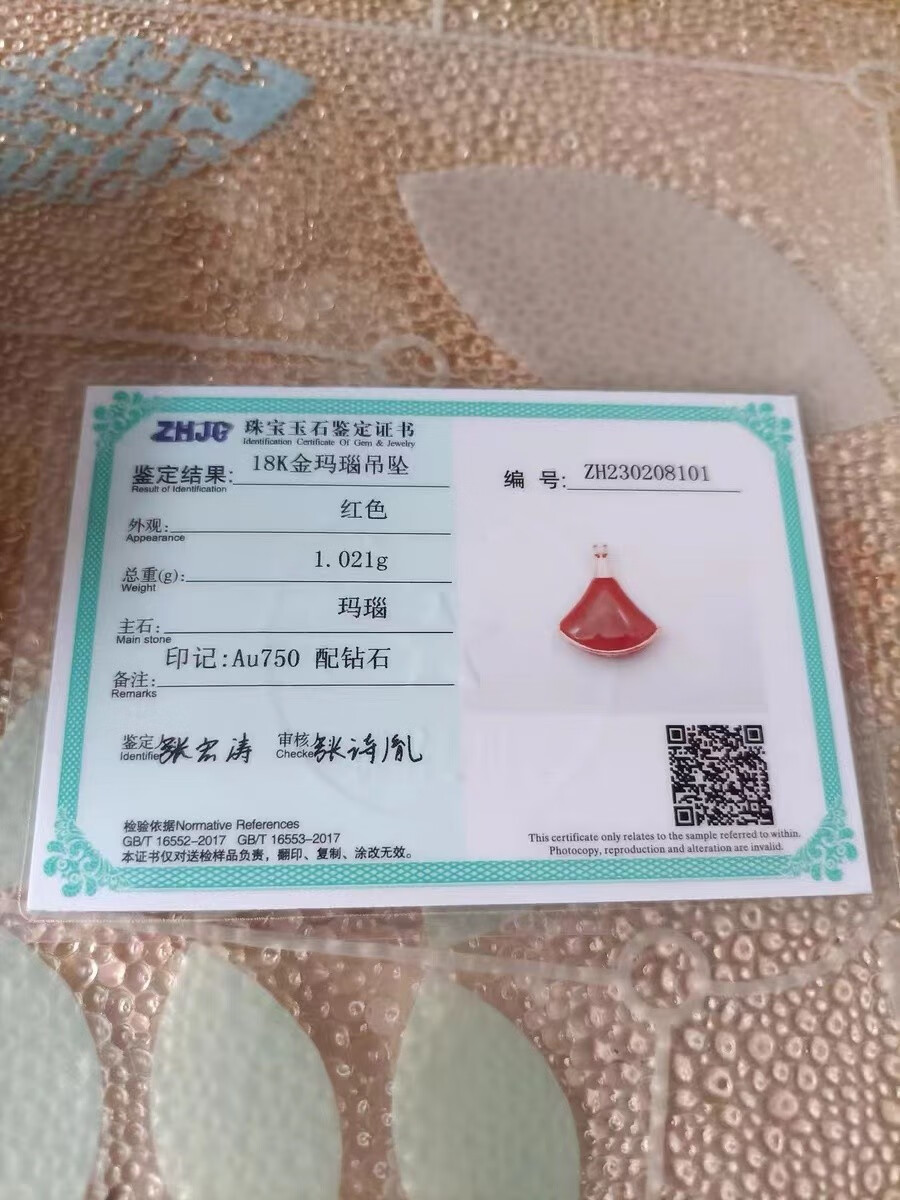 ZHJG 珠宝玉石鉴定证书
Identification Certificate Of Gem & Jewelry
鉴定结果: 18K金玛瑙吊坠
Result of Identification
外观: 红色
Appearance
总重(g): 1.021g
Weight
主石: 玛瑙
Main stone
备注: 印记:Au750 配钻石
Remarks
鉴定人 张宏涛 审核 张诗胤
Identifie Checke
检验依据Normative References
GB/T 16552-2017 GB/T 16553-2017
本证书仅对送检样品负责，翻印、复制、涂改无效。
编 号: ZH230208101
This certificate only relates to the sample referred to within.
Photocopy, reproduction and alteration are invalid.